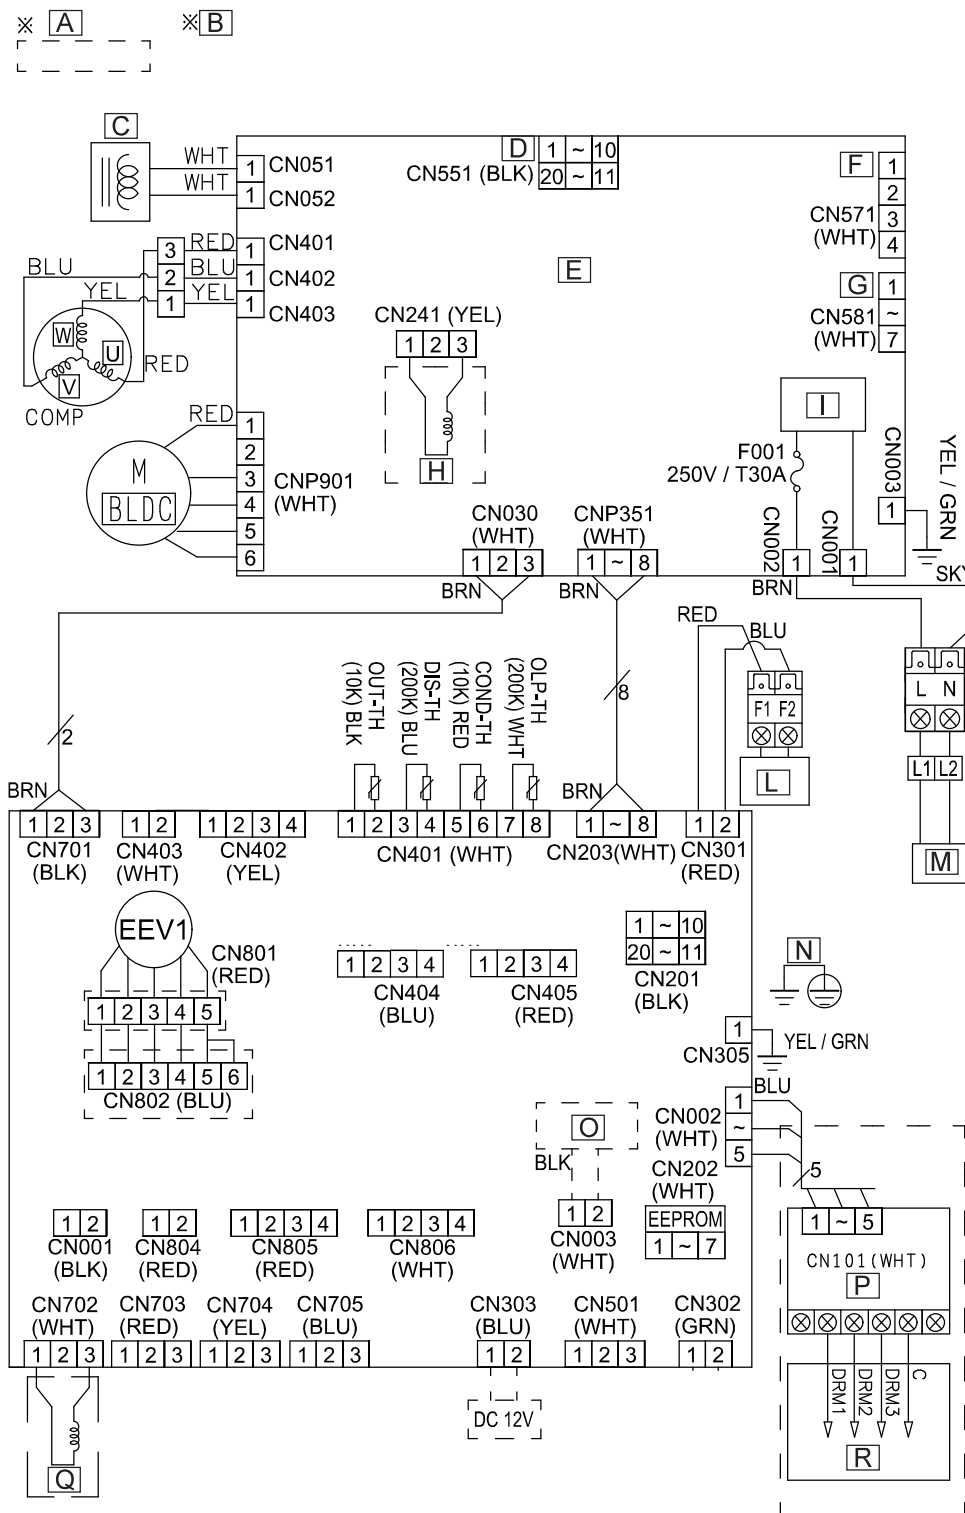 ※ A ※ B
C
WHT 1 CN051
WHT 1 CN052
D 1 ~ 10
CN551 (BLK) 20 ~ 11
F 1
2
CN571 3
(WHT) 4
3 RED 1 CN401
BLU 2 BLU 1 CN402
YEL 1 YEL 1 CN403
E
G 1
CN581 ~
(WHT) 7
W
U
V
RED
COMP
CN241 (YEL)
1 2 3
H
I
F001
250V / T30A
CN003
1
YEL / GRN
RED 1
2
M 3 CNP901
BLDC 4 (WHT)
5
6
CN030
(WHT)
1 2 3
BRN
CNP351
(WHT)
1 ~ 8
BRN
CN002
1
CN001
1
BRN
SKY
RED
BLU
OUT-TH
(10K) BLK
DIS-TH
(200K) BLU
COND-TH
(10K) RED
OLP-TH
(200K) WHT
8
2
F1 F2
L
L N
L1 L2
M
BRN
BRN
1 2 3
CN701
(BLK)
1 2
CN403
(WHT)
1 2 3 4
CN402
(YEL)
1 2 3 4 5 6 7 8
CN401 (WHT)
1 ~ 8
CN203(WHT)
1 2
CN301
(RED)
EEV1
CN801
(RED)
1 2 3 4 5
1 2 3 4 5 6
CN802 (BLU)
1 2 3 4
CN404
(BLU)
1 2 3 4
CN405
(RED)
1 ~ 10
20 ~ 11
CN201
(BLK)
N
1
CN305
YEL / GRN
BLU
CN002 1
(WHT) ~
5
5
O
BLK
1 2
CN003
(WHT)
CN202
(WHT)
EEPROM
1 ~ 7
1 ~ 5
CN101(WHT)
P
1 2
CN001
(BLK)
1 2
CN804
(RED)
1 2 3 4
CN805
(RED)
1 2 3 4
CN806
(WHT)
CN702
(WHT)
1 2 3
CN703
(RED)
1 2 3
CN704
(YEL)
1 2 3
CN705
(BLU)
1 2 3
CN303
(BLU)
1 2
CN501
(WHT)
1 2 3
CN302
(GRN)
1 2
DRM1
DRM2
DRM3
C
R
DC 12V
Q